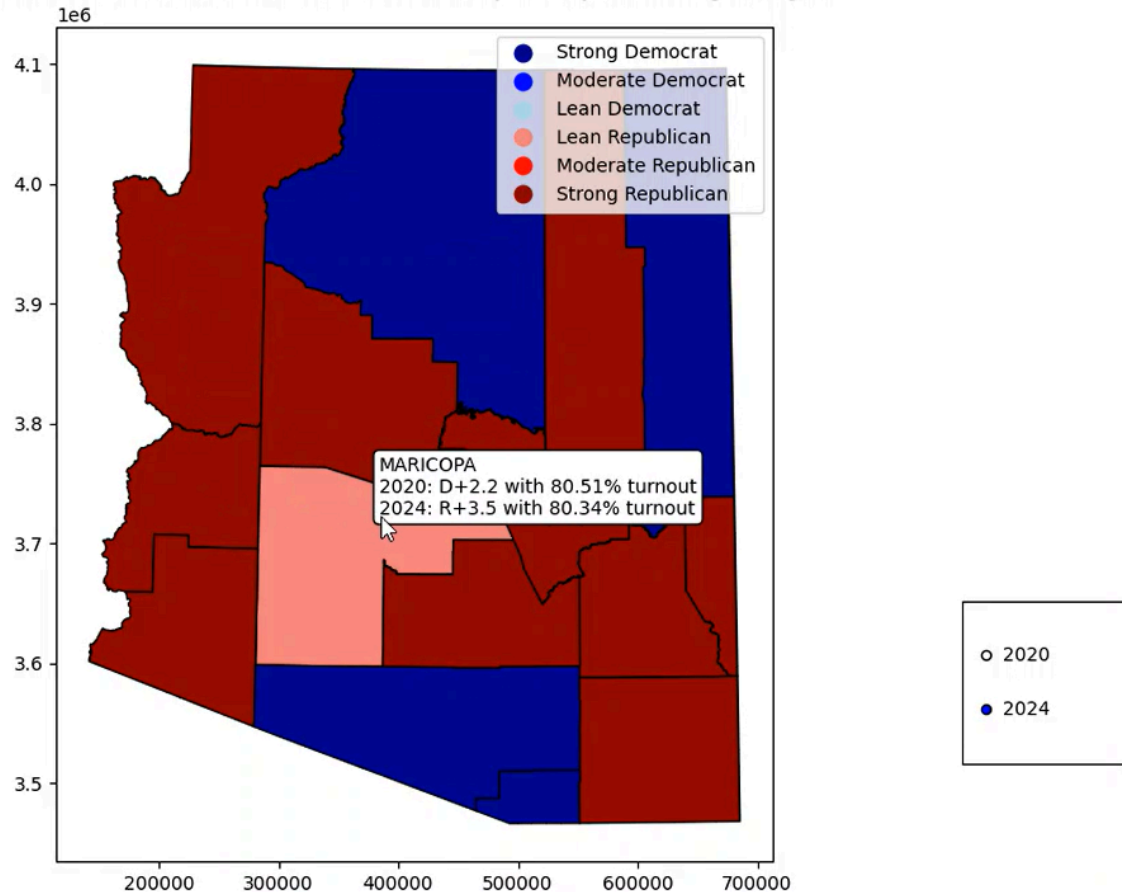 1e6
4.1
4.0
3.9
3.8
3.7
3.6
3.5
Strong Democrat
Moderate Democrat
Lean Democrat
Lean Republican
Moderate Republican
Strong Republican
MARICOPA
2020: D+2.2 with 80.51% turnout
2024: R+3.5 with 80.34% turnout
2020
2024
200000 300000 400000 500000 600000 700000